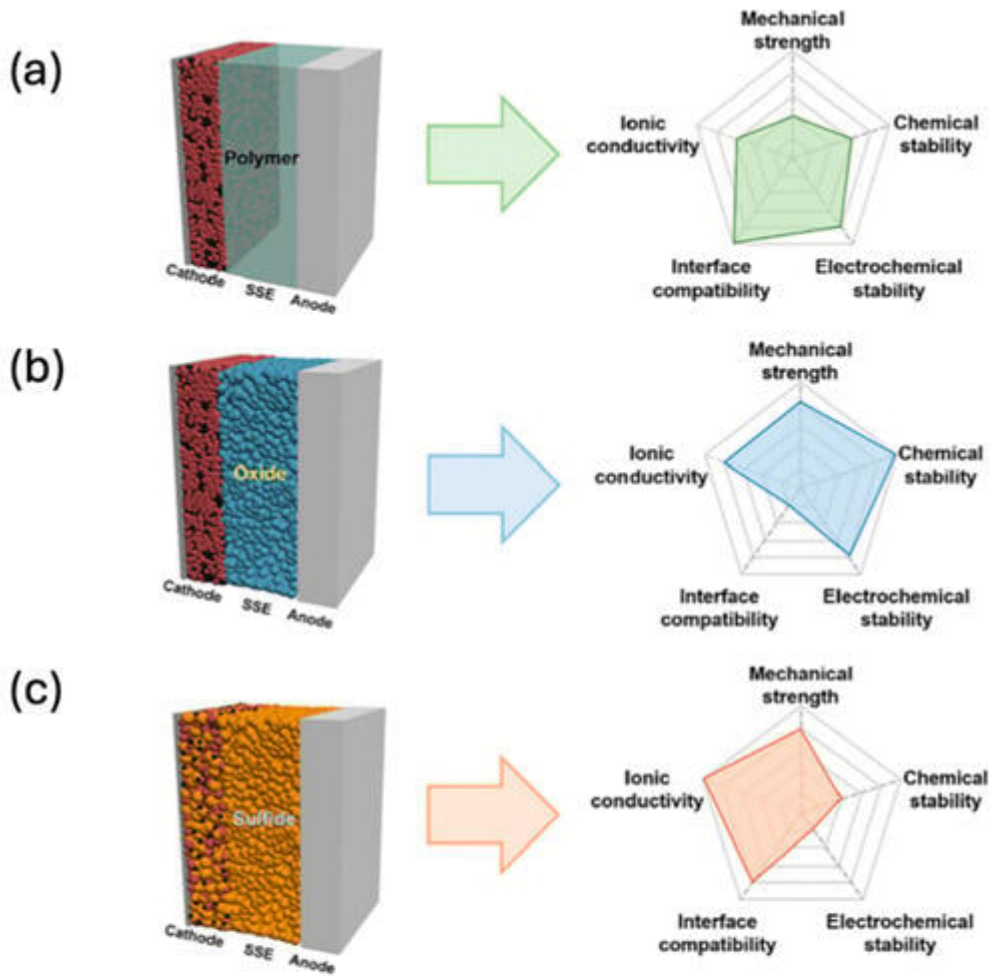 (a)
Polymer
Cathode
SSE
Anode
Mechanical
strength
Ionic
conductivity
Chemical
stability
Interface
compatibility
Electrochemical
stability
(b)
Oxide
Cathode
SSE
Anode
Mechanical
strength
Ionic
conductivity
Chemical
stability
Interface
compatibility
Electrochemical
stability
(c)
Sulfide
Cathode
SSE
Anode
Mechanical
strength
Ionic
conductivity
Chemical
stability
Interface
compatibility
Electrochemical
stability